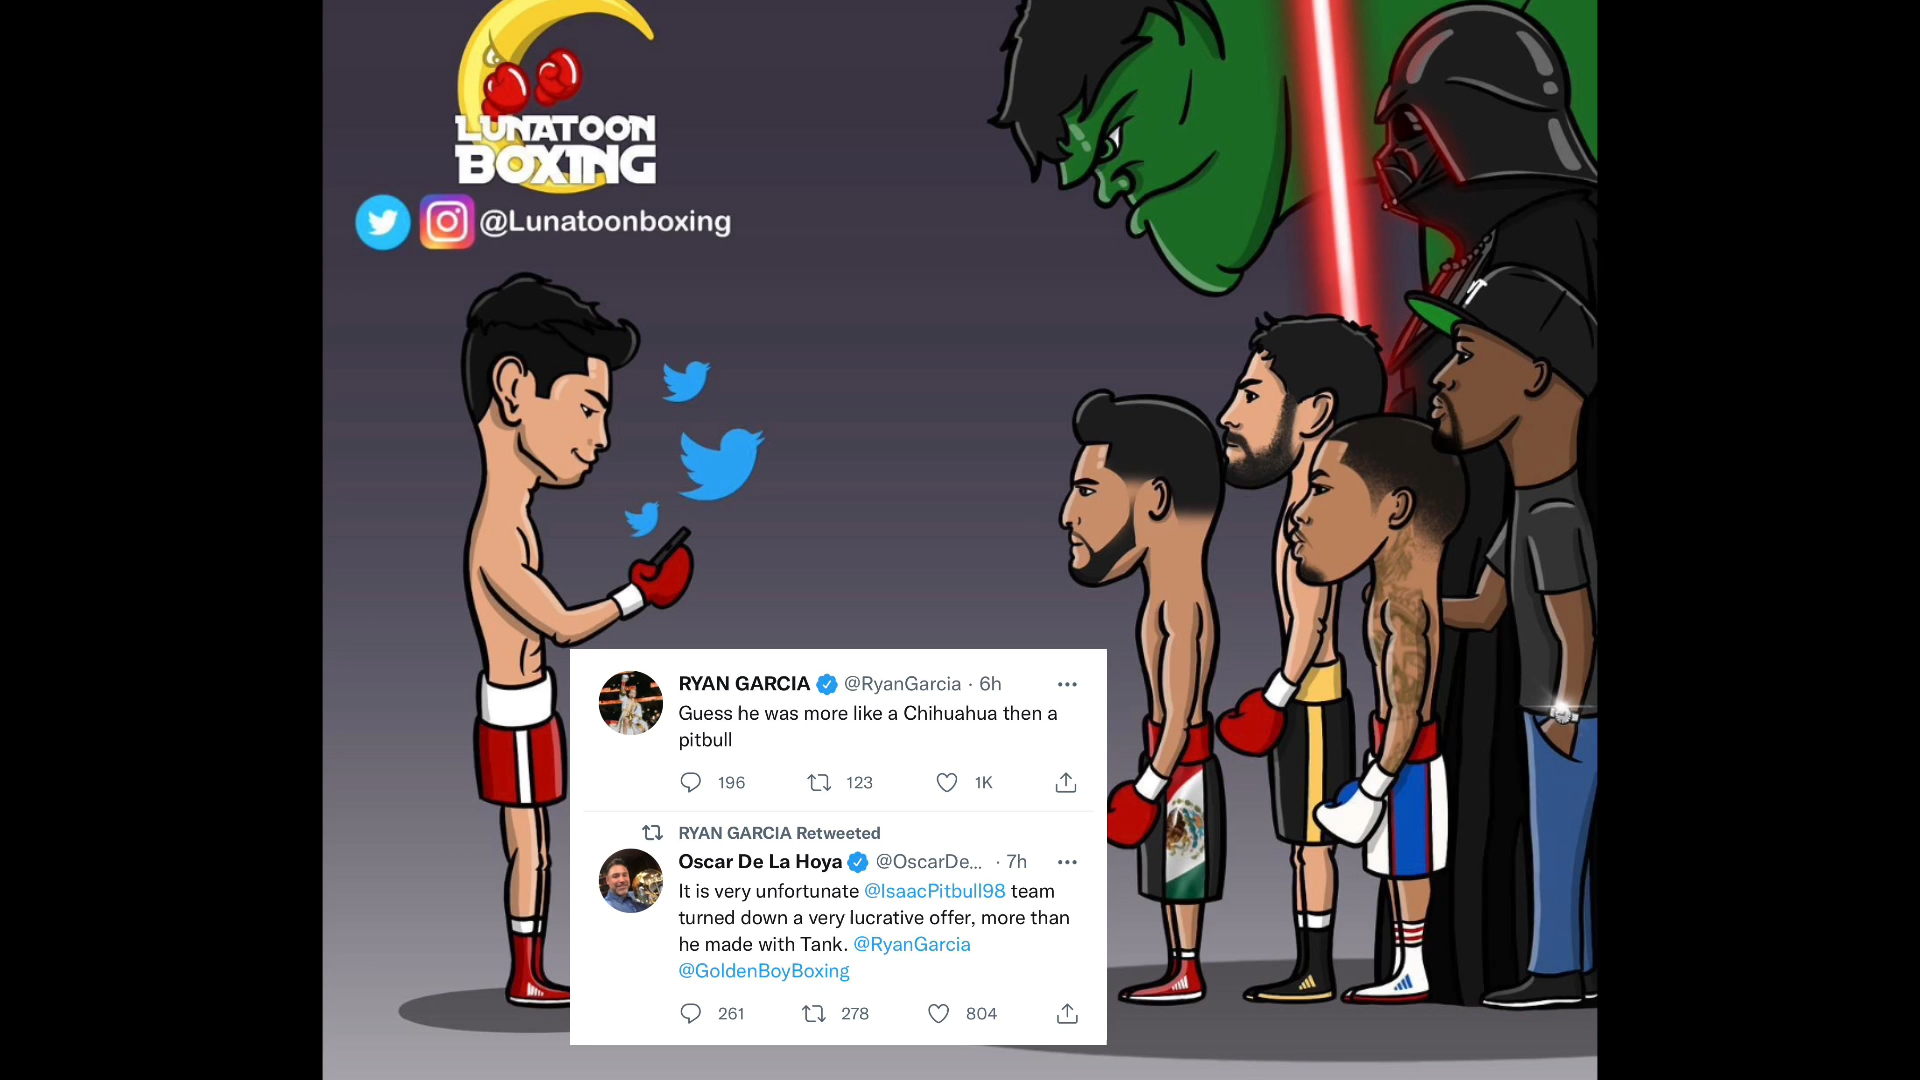 LUNATOON
BOXING
@Lunatoonboxing
RYAN GARCIA @RyanGarcia · 6h
Guess he was more like a Chihuahua then a
pitbull
196 123 1K
RYAN GARCIA Retweeted
Oscar De La Hoya @OscarDe... · 7h
It is very unfortunate @IsaacPitbull98 team
turned down a very lucrative offer, more than
he made with Tank. @RyanGarcia
@GoldenBoyBoxing
261 278 804